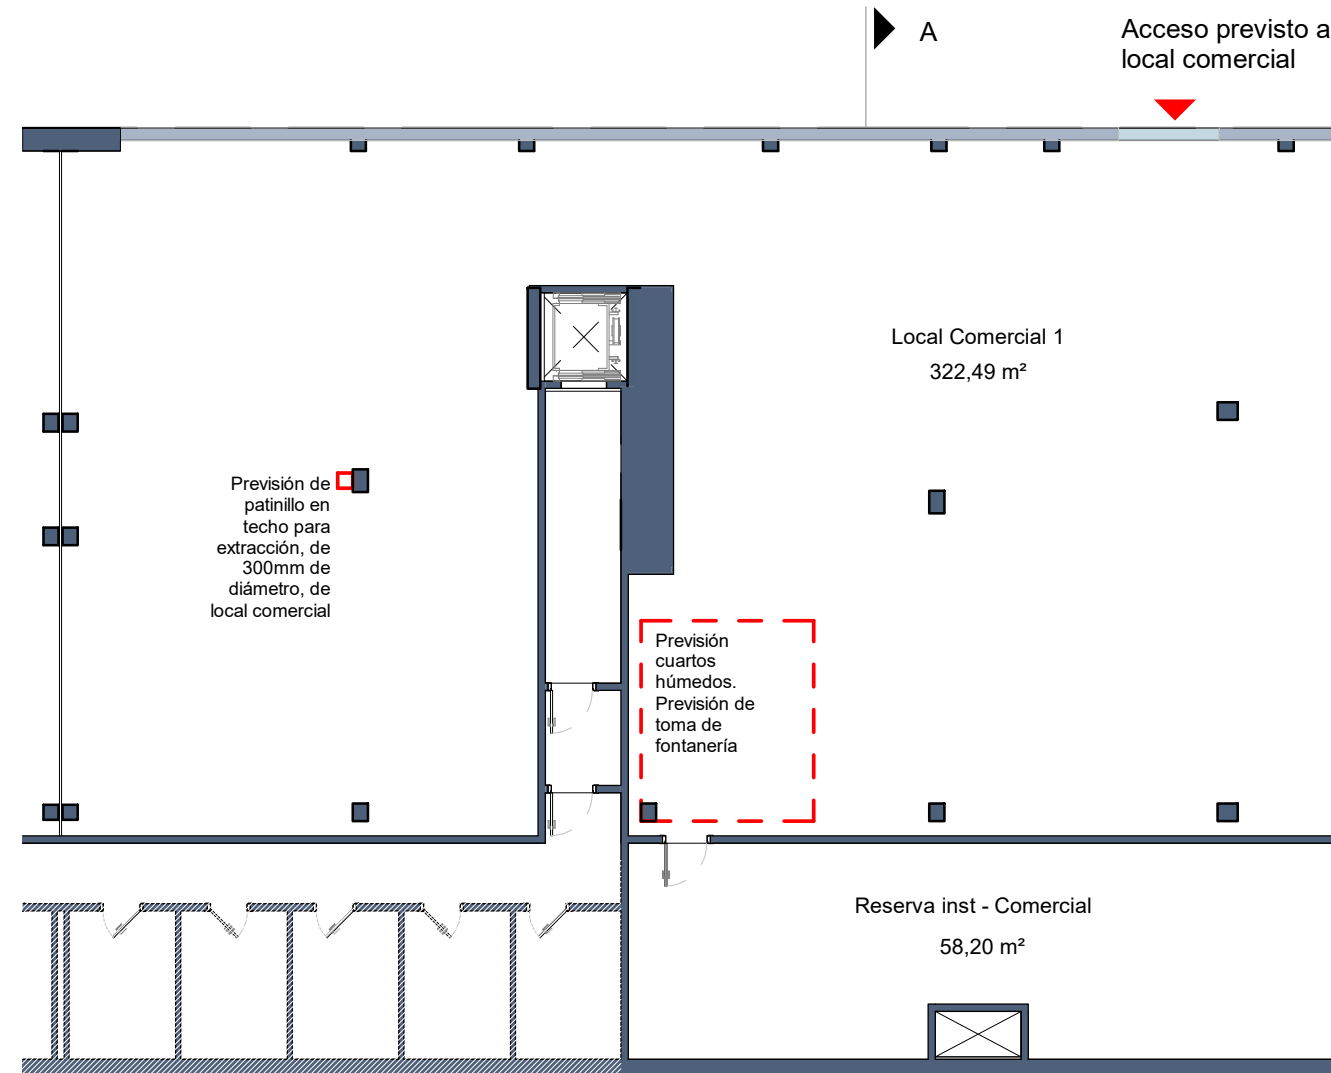 A
Acceso previsto a
local comercial
Local Comercial 1
322,49 m²
Previsión de
patinillo en
techo para
extracción, de
300mm de
diámetro, de
local comercial
Previsión
cuartos
húmedos.
Previsión de
toma de
fontanería
Reserva inst - Comercial
58,20 m²